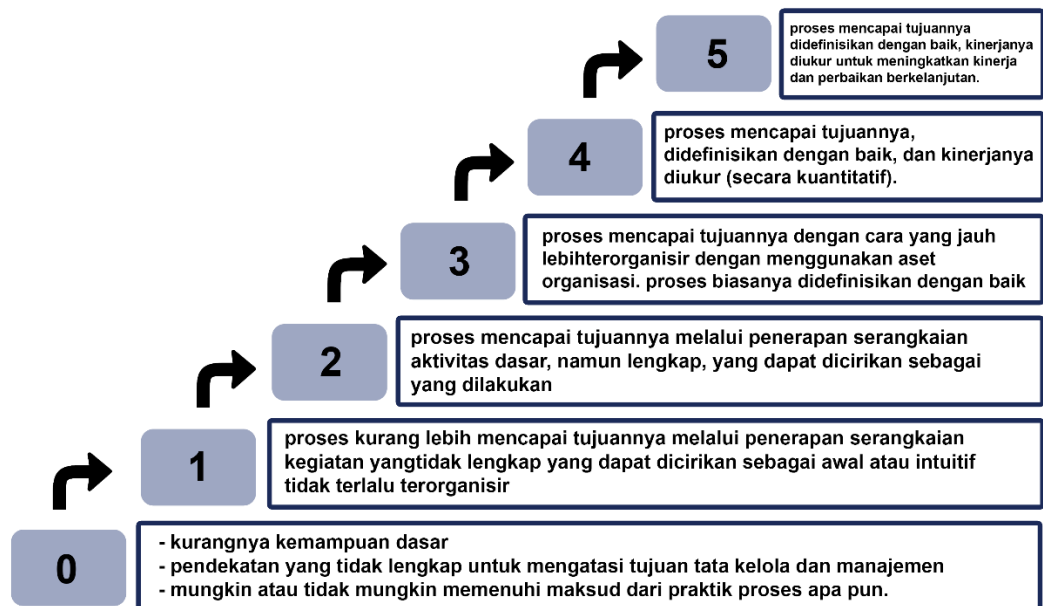 5
proses mencapai tujuannya
didefinisikan dengan baik, kinerjanya
diukur untuk meningkatkan kinerja
dan perbaikan berkelanjutan.
4
proses mencapai tujuannya,
didefinisikan dengan baik, dan kinerjanya
diukur (secara kuantitatif).
3
proses mencapai tujuannya dengan cara yang jauh
lebihterorganisir dengan menggunakan aset
organisasi. proses biasanya didefinisikan dengan baik
2
proses mencapai tujuannya melalui penerapan serangkaian
aktivitas dasar, namun lengkap, yang dapat dicirikan sebagai
yang dilakukan
1
proses kurang lebih mencapai tujuannya melalui penerapan serangkaian
kegiatan yangtidak lengkap yang dapat dicirikan sebagai awal atau intuitif
tidak terlalu terorganisir
0
- kurangnya kemampuan dasar
- pendekatan yang tidak lengkap untuk mengatasi tujuan tata kelola dan manajemen
- mungkin atau tidak mungkin memenuhi maksud dari praktik proses apa pun.